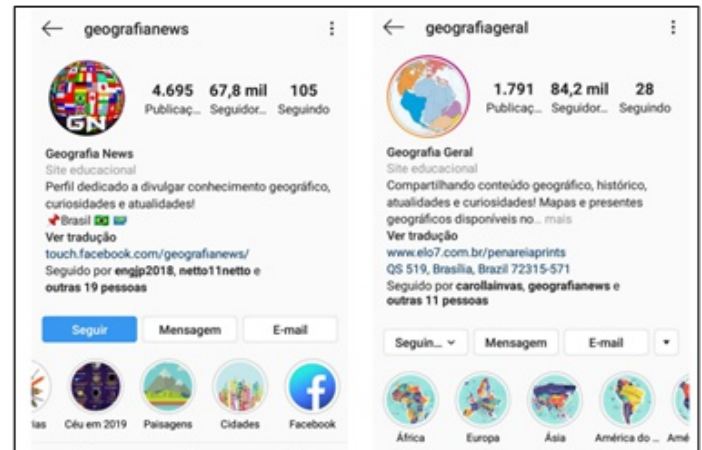 geografianews
GN
4.695 67,8 mil 105
Publicaç... Seguidor... Seguindo
Geografia News
Site educacional
Perfil dedicado a divulgar conhecimento geográfico,
curiosidades e atualidades!
Brasil
Ver tradução
touch.facebook.com/geografianews/
Seguido por engjp2018, netto11netto e
outras 19 pessoas
Seguir Mensagem E-mail
ias Céu em 2019 Paisagens Cidades Facebook
geografiageral
1.791 84,2 mil 28
Publicaç... Seguidor... Seguindo
Geografia Geral
Site educacional
Compartilhando conteúdo geográfico, histórico,
atualidades e curiosidades! Mapas e presentes
geográficos disponíveis no... mais
Ver tradução
www.elo7.com.br/penareiaprints
QS 519, Brasília, Brazil 72315-571
Seguido por carollainvas, geografianews e
outras 11 pessoas
Seguin... Mensagem E-mail
África Europa Ásia América do ... Amé